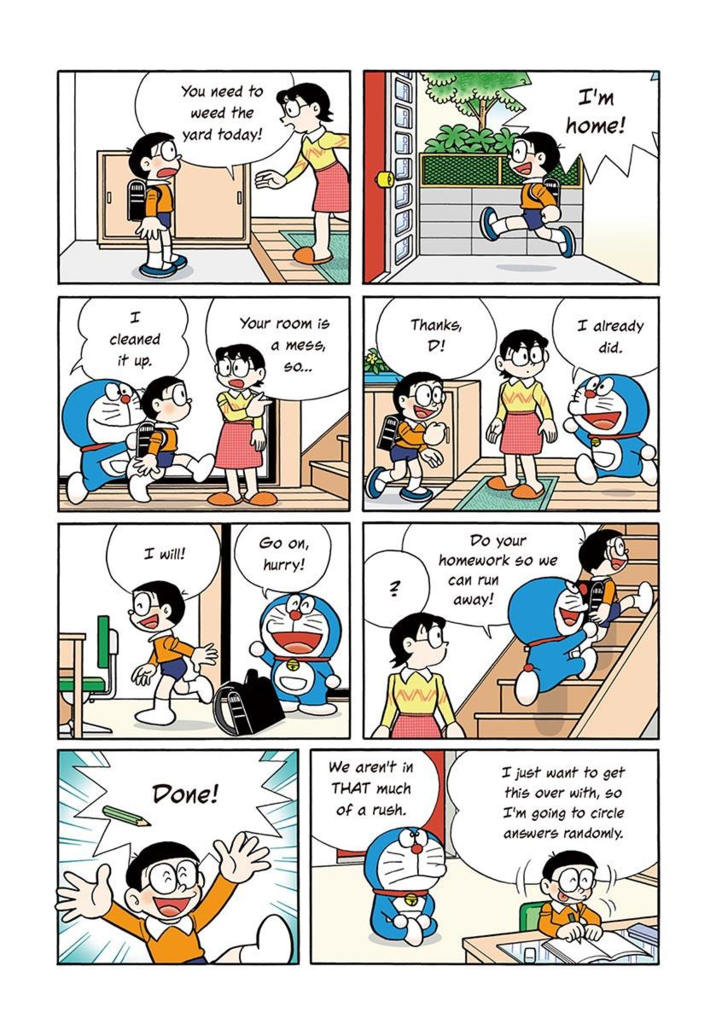 I'm
home!
You need to
weed the
yard today!
I already
did.
Thanks,
D!
Your room is
a mess,
so...
I
cleaned
it up.
Do your
homework so we
can run
away!
?
Go on,
hurry!
I will!
I just want to get
this over with, so
I'm going to circle
answers randomly.
We aren't in
THAT much
of a rush.
Done!